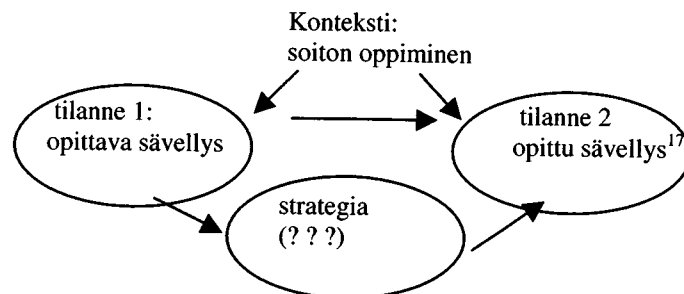 Konteksti:
soiton oppiminen
tilanne 1:
opittava sävellys
tilanne 2
opittu sävellys¹⁷
strategia
(? ? ?)